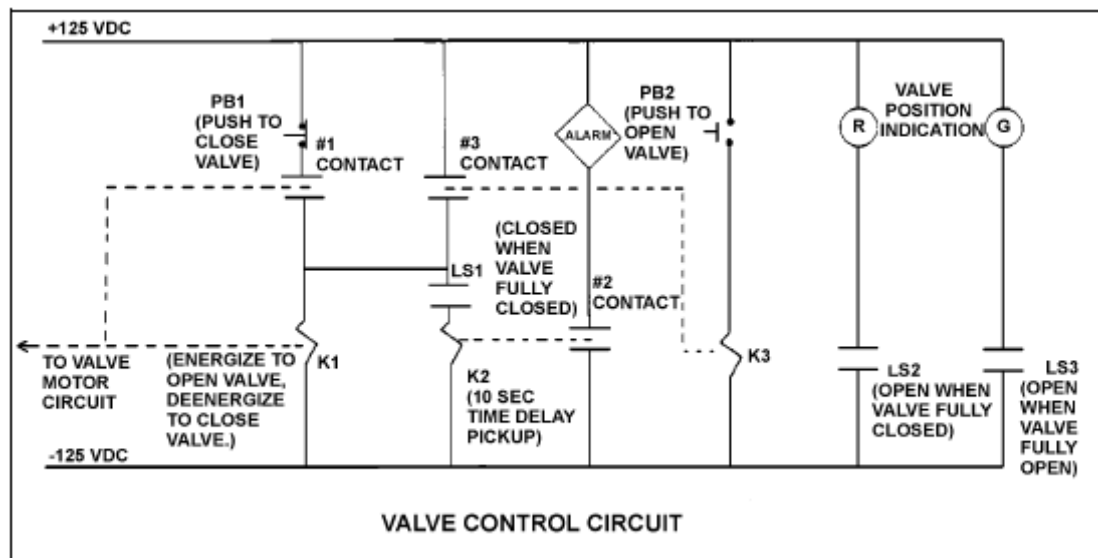 +125 VDC
PB1
(PUSH TO
CLOSE
VALVE)
#1
CONTACT
#3
CONTACT
ALARM
PB2
(PUSH TO
OPEN
VALVE)
R
VALVE
POSITION
INDICATION
G
(CLOSED
WHEN
VALVE
FULLY
CLOSED)
LS1
#2
CONTACT
TO VALVE
MOTOR
CIRCUIT
(ENERGIZE TO
OPEN VALVE,
DEENERGIZE
TO CLOSE
VALVE.)
K1
K2
(10 SEC
TIME DELAY
PICKUP)
K3
LS2
(OPEN WHEN
VALVE FULLY
CLOSED)
LS3
(OPEN
WHEN
VALVE
FULLY
OPEN)
-125 VDC
VALVE CONTROL CIRCUIT